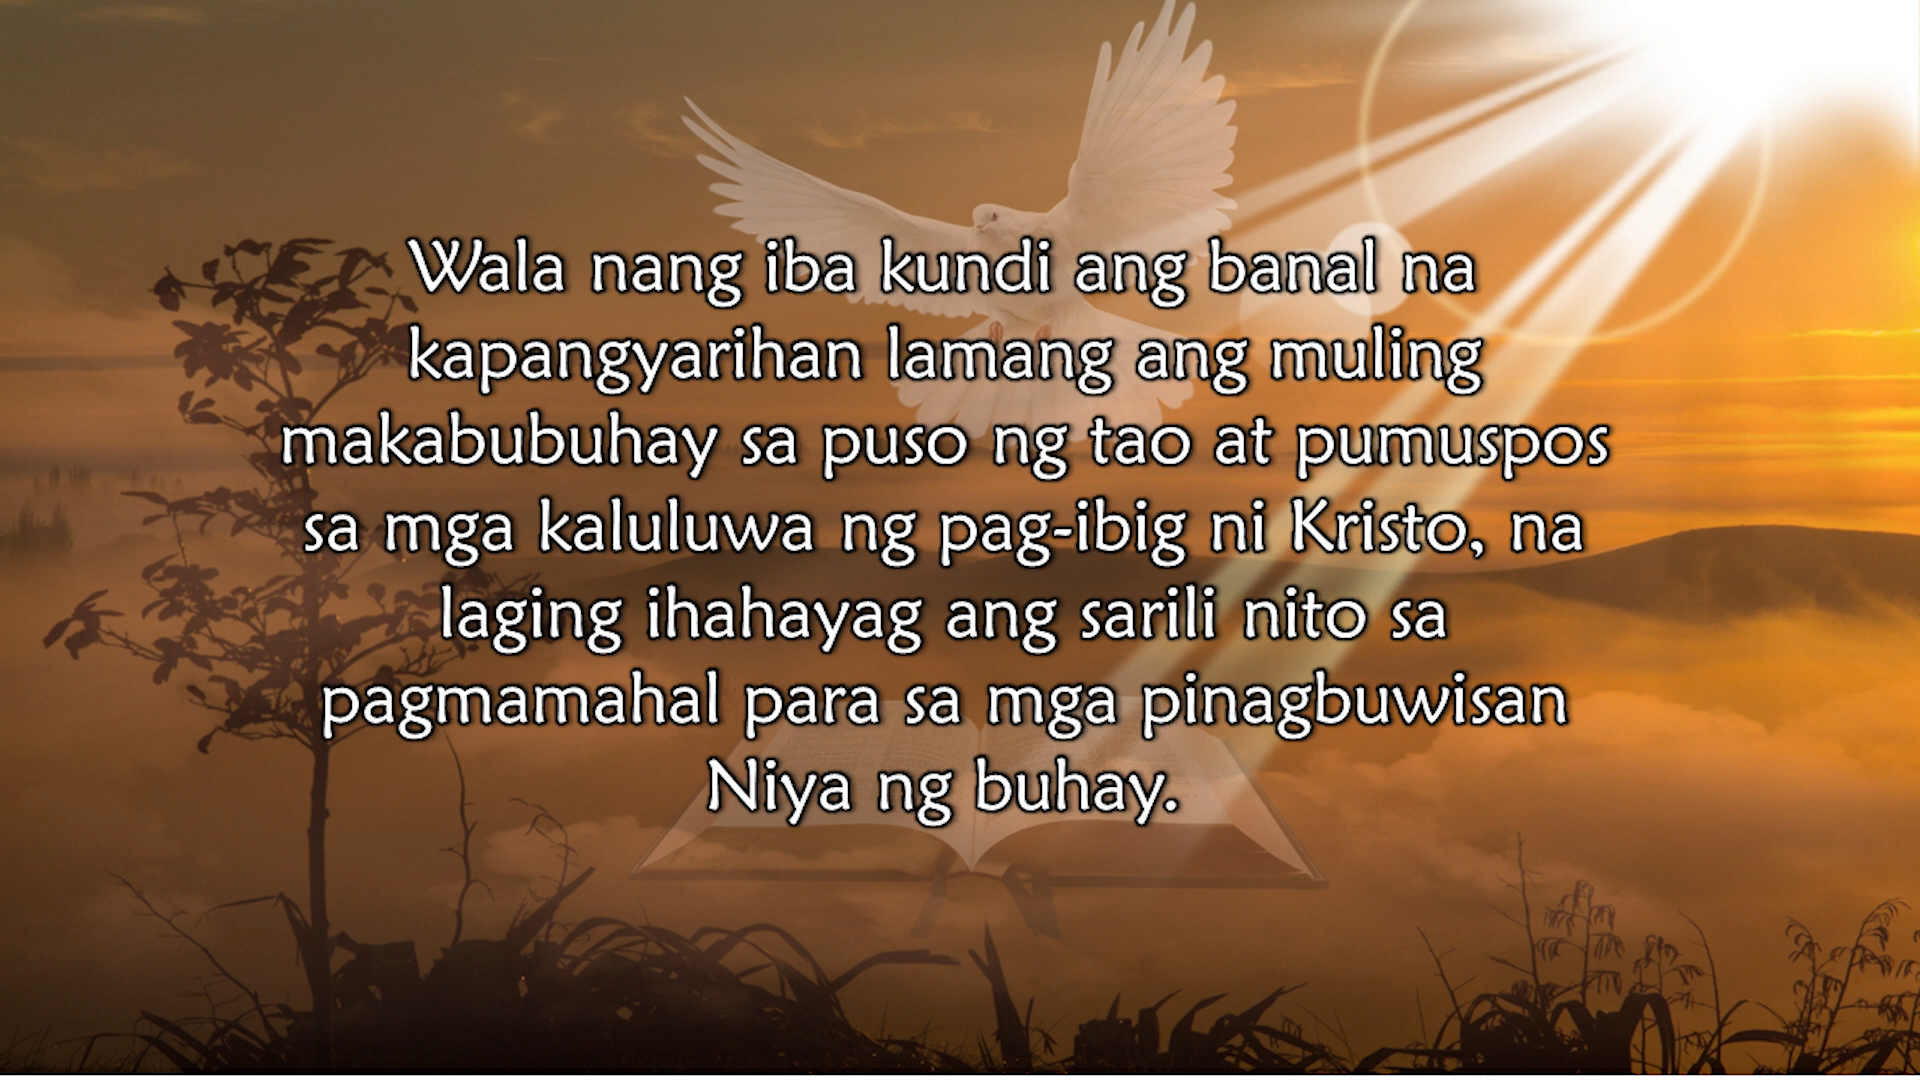 Wala nang iba kundi ang banal na
kapangyarihan lamang ang muling
makabubuhay sa puso ng tao at pumuspos
sa mga kaluluwa ng pag-ibig ni Kristo, na
laging ihahayag ang sarili nito sa
pagmamahal para sa mga pinagbuwisan
Niya ng buhay.